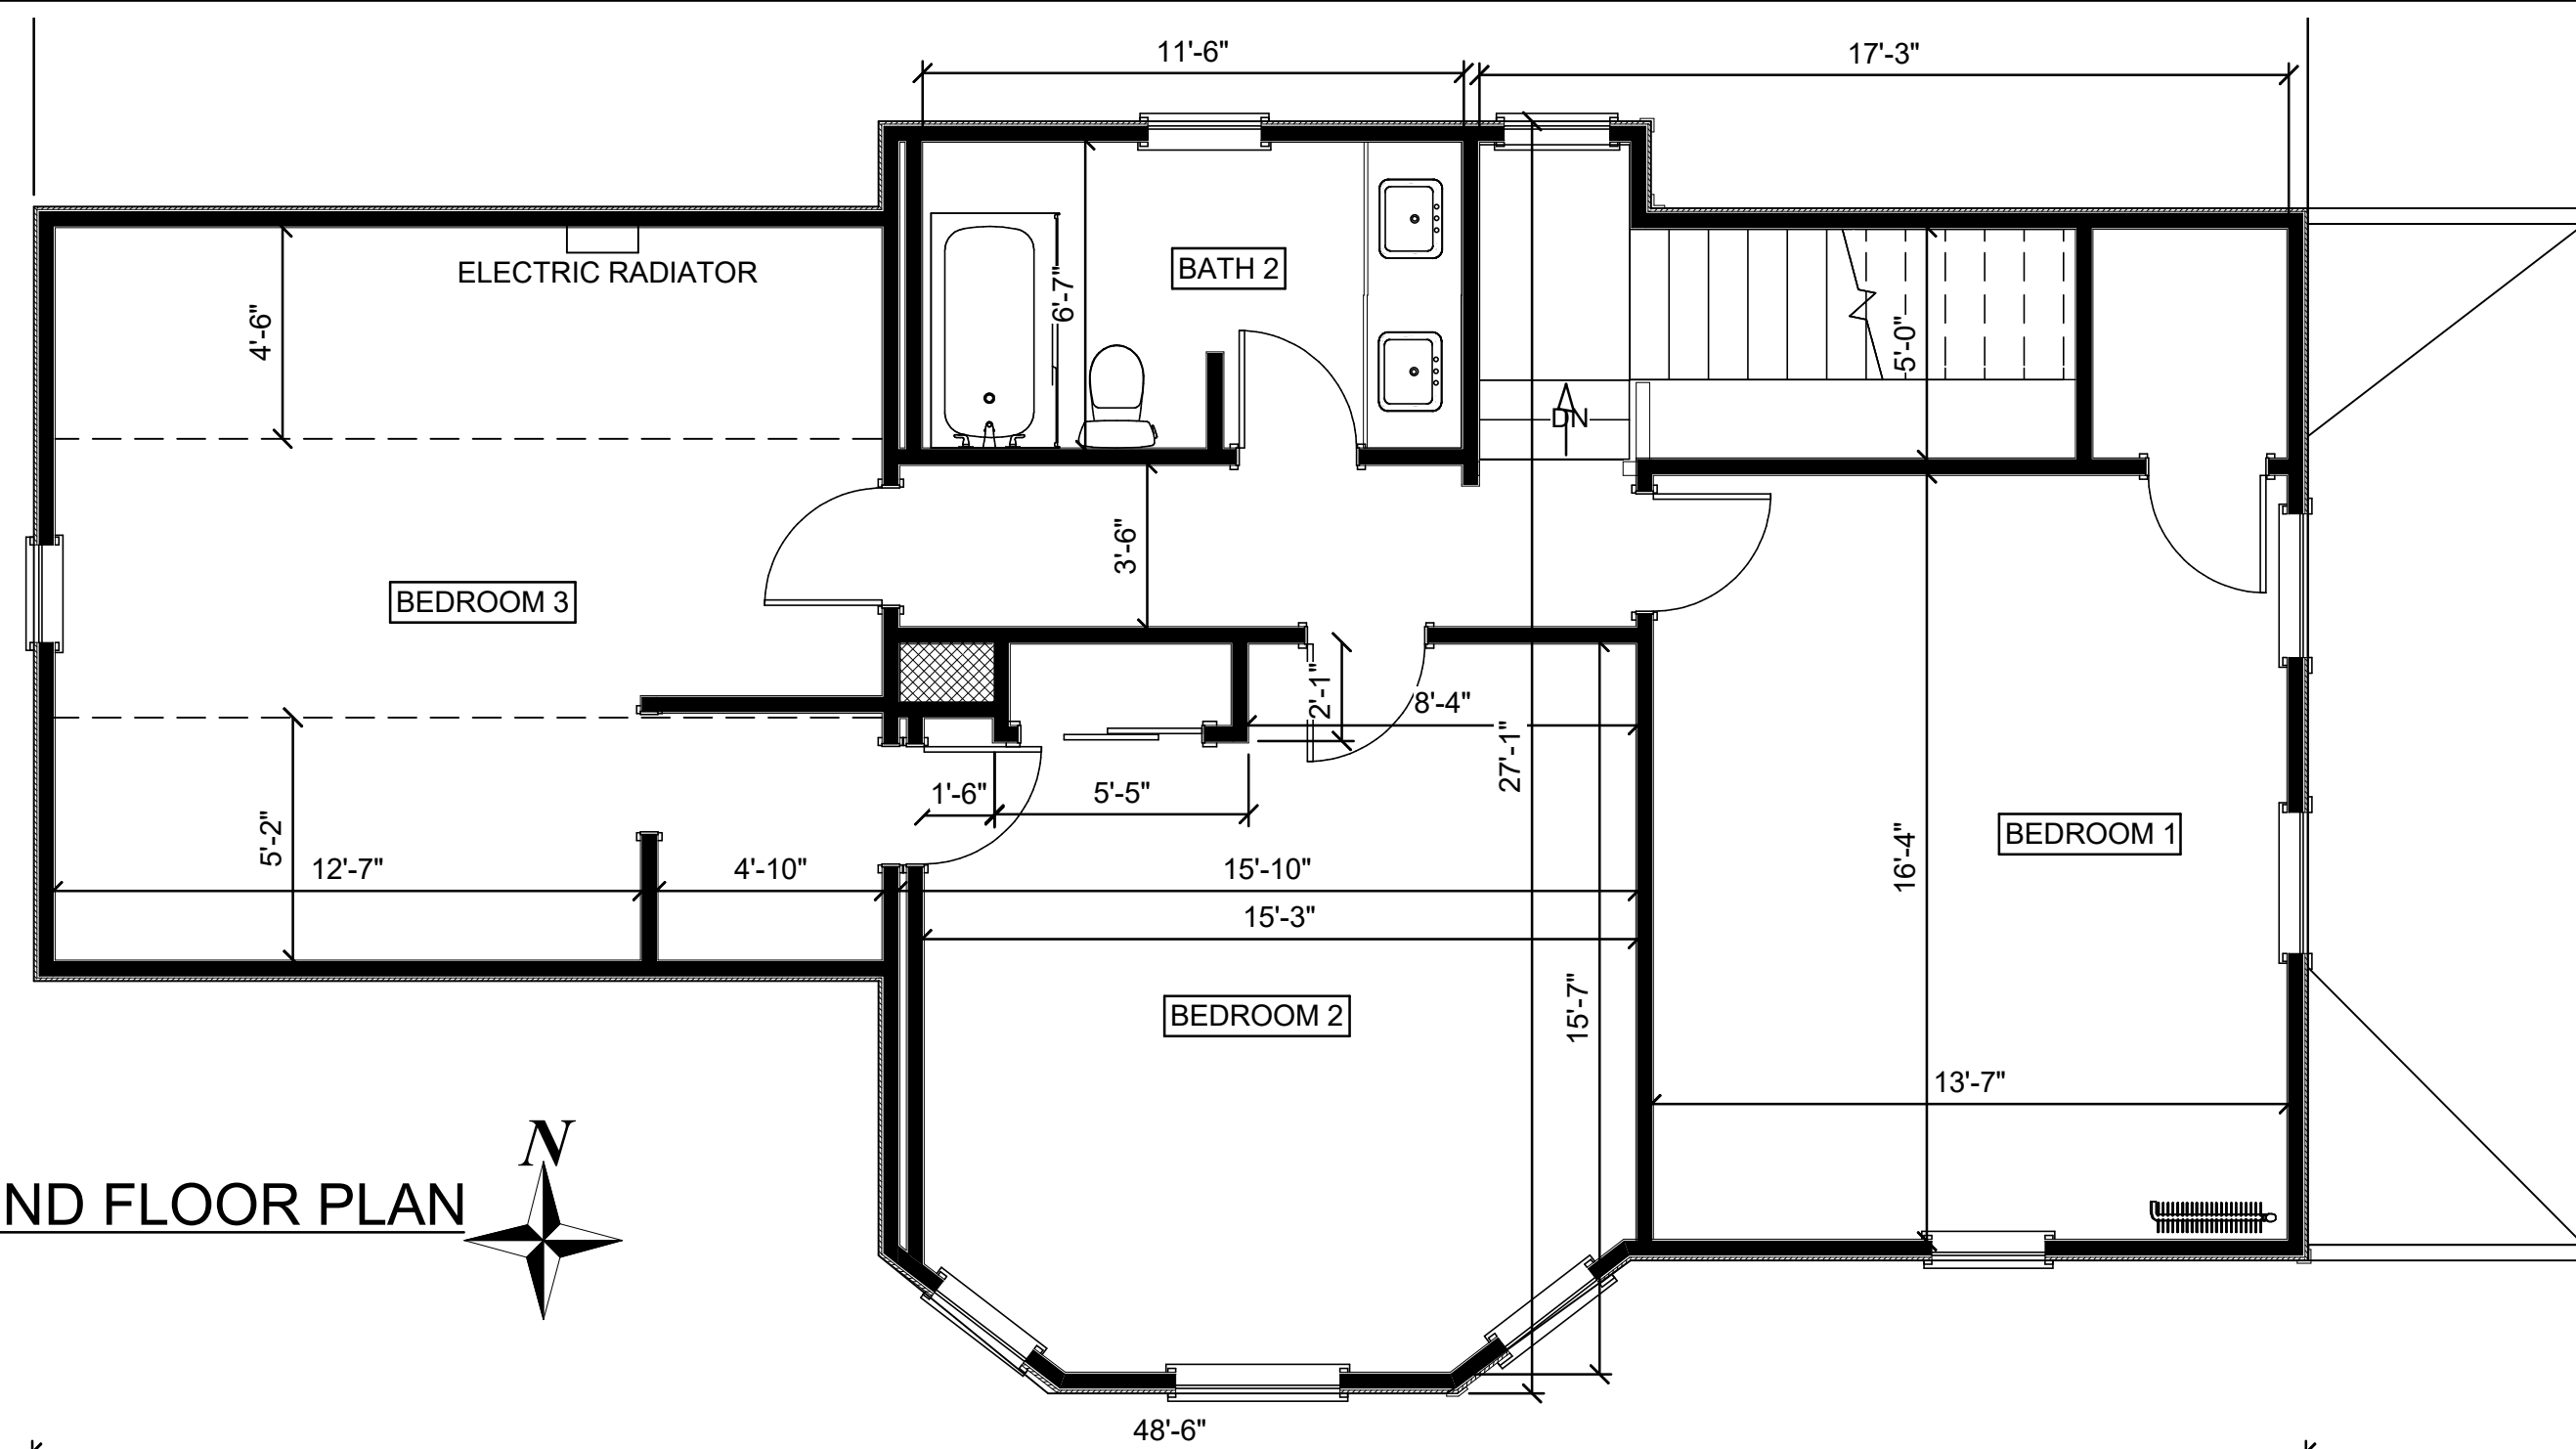 11'-6"
17'-3"
ELECTRIC RADIATOR
BATH 2
6'-7"
4'-6"
5'-0"
DN
3'-6"
BEDROOM 3
2'-1"
8'-4"
27'-1"
1'-6"
5'-5"
5'-2"
12'-7"
4'-10"
15'-10"
15'-3"
16'-4"
BEDROOM 1
BEDROOM 2
15'-7"
13'-7"
N
ND FLOOR PLAN
48'-6"